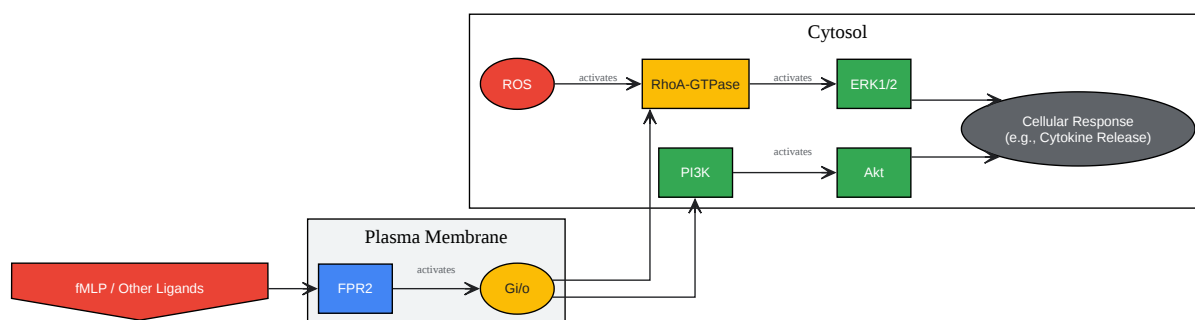 Cytosol
ROS
activates
RhoA-GTPase
activates
ERK1/2
Cellular Response
(e.g., Cytokine Release)
PI3K
activates
Akt
Plasma Membrane
fMLP / Other Ligands
FPR2
activates
Gi/o